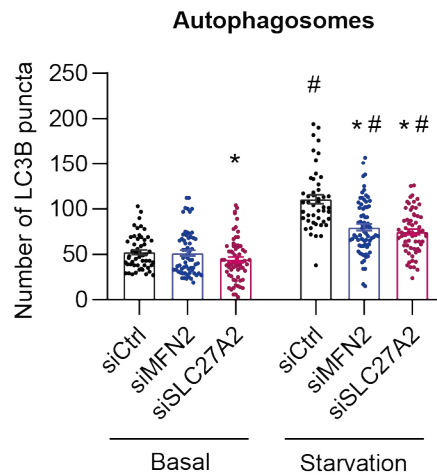 Autophagosomes
Number of LC3B puncta
250
200
150
100
50
0
*
#
* #
* #
siCtrl
siMFN2
siSLC27A2
siCtrl
siMFN2
siSLC27A2
Basal
Starvation